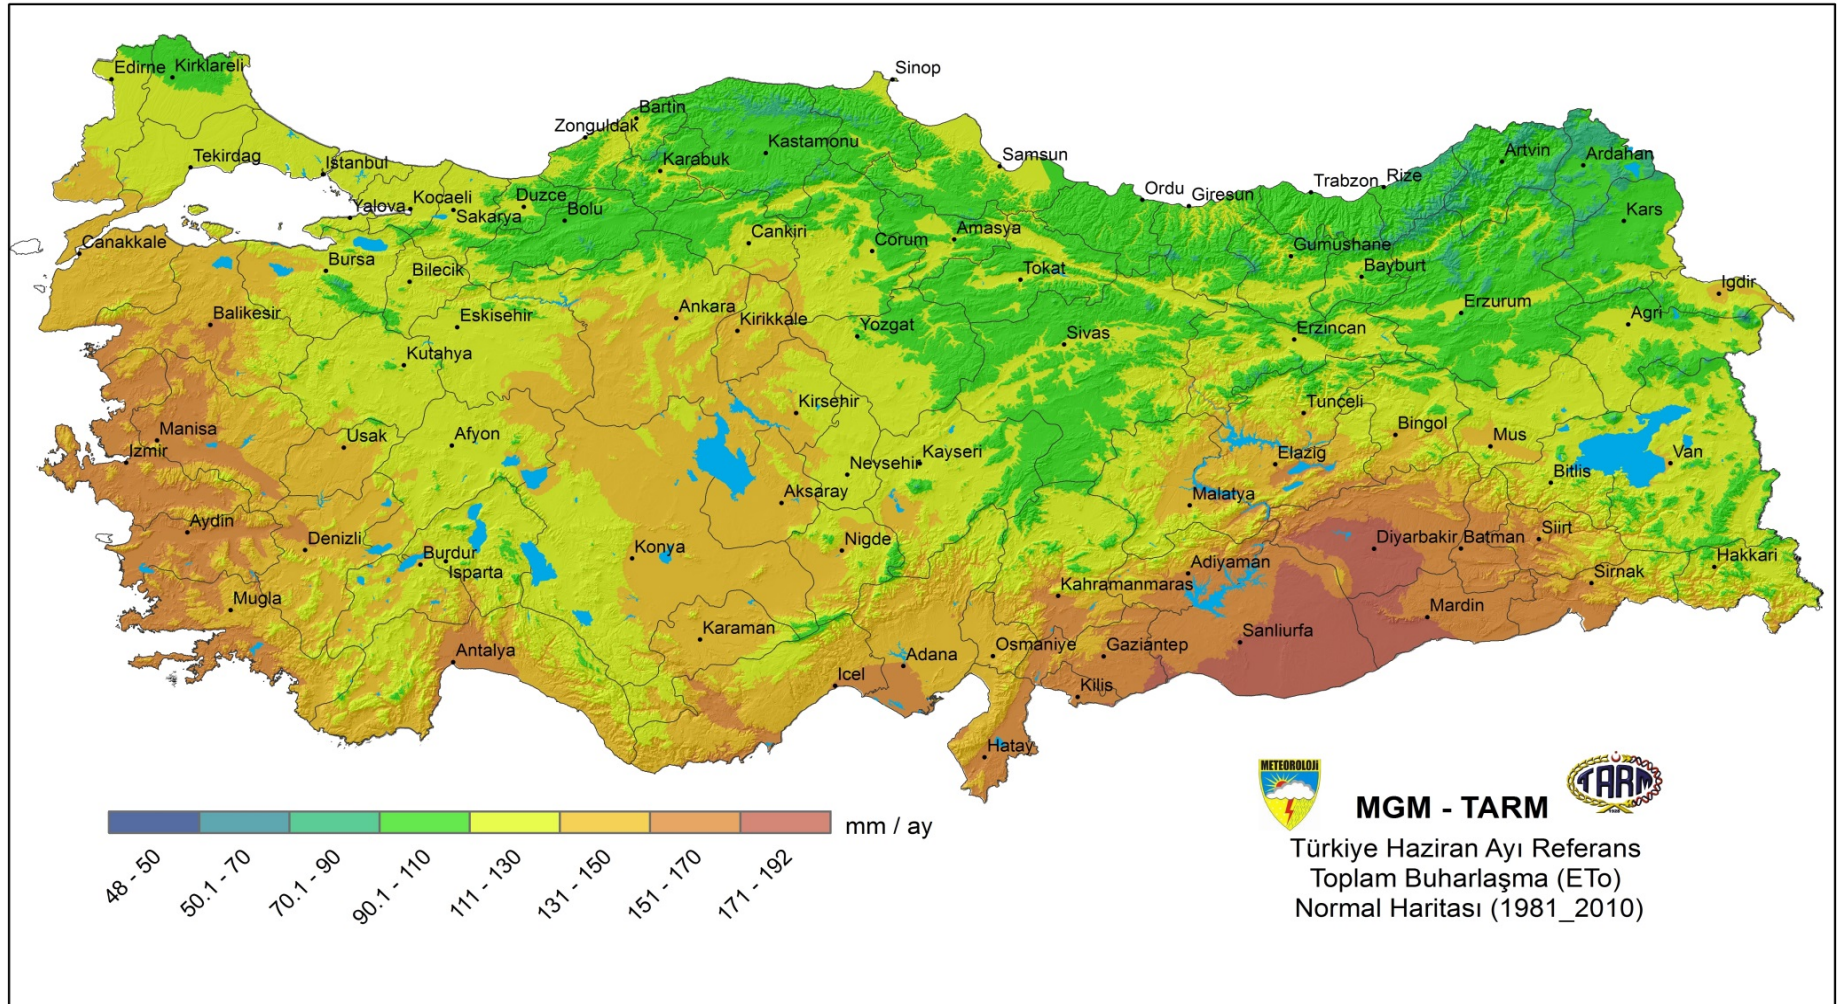 Edirne
Kirklareli
Sinop
Bartin
Zonguldak
Kastamonu
Karabuk
Tekirdag
Istanbul
Samsun
Artvin
Ardahan
Kocaeli
Yalova
Sakarya
Duzce
Bolu
Ordu
Giresun
Trabzon
Rize
Kars
Canakkale
Cankiri
Corum
Amasya
Gumushane
Bayburt
Bursa
Bilecik
Tokat
Igdir
Balikesir
Eskisehir
Ankara
Kirikkale
Yozgat
Sivas
Erzincan
Erzurum
Agri
Kutahya
Kirsehir
Tunceli
Bingol
Mus
Manisa
Izmir
Usak
Afyon
Nevsehir
Kayseri
Elazig
Bitlis
Van
Aksaray
Malatya
Aydin
Denizli
Burdur
Isparta
Konya
Nigde
Diyarbakir
Batman
Siirt
Hakkari
Adiyaman
Kahramanmaras
Sirnak
Mugla
Karaman
Mardin
Antalya
Adana
Osmaniye
Gaziantep
Sanliurfa
Icel
Kilis
Hatay
METEOROLOJI
TARM
MGM - TARM
Türkiye Haziran Ayı Referans
Toplam Buharlaşma (ETo)
Normal Haritası (1981_2010)
mm / ay
48 - 50
50.1 - 70
70.1 - 90
90.1 - 110
111 - 130
131 - 150
151 - 170
171 - 192